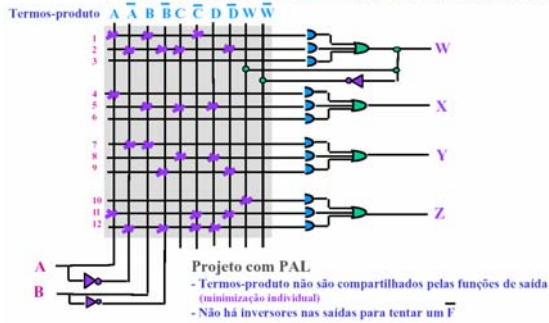 Termos-produto A A̅ B B̅ C C̅ D D̅ W W̅
1
2
3
W
4
5
6
X
7
8
9
Y
10
11
12
Z
A
B
Projeto com PAL
- Termos-produto não são compartilhados pelas funções de saída
(minimização individual)
- Não há inversores nas saídas para tentar um F̅